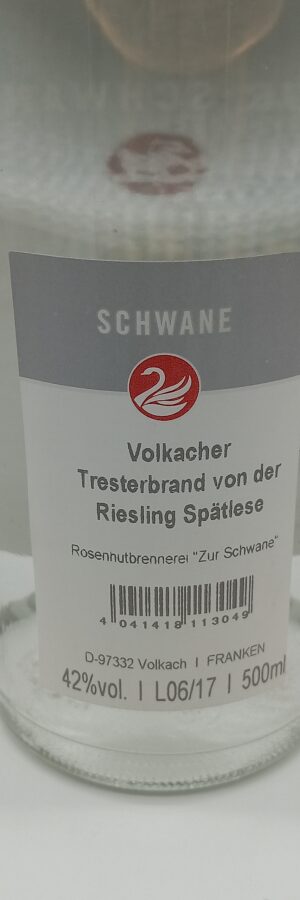 SCHWANE
Volkacher
Tresterbrand von der
Riesling Spätlese
Rosenhutbrennerei "Zur Schwane"
4 041418 113049
D-97332 Volkach I FRANKEN
42%vol. I L06/17 I 500ml